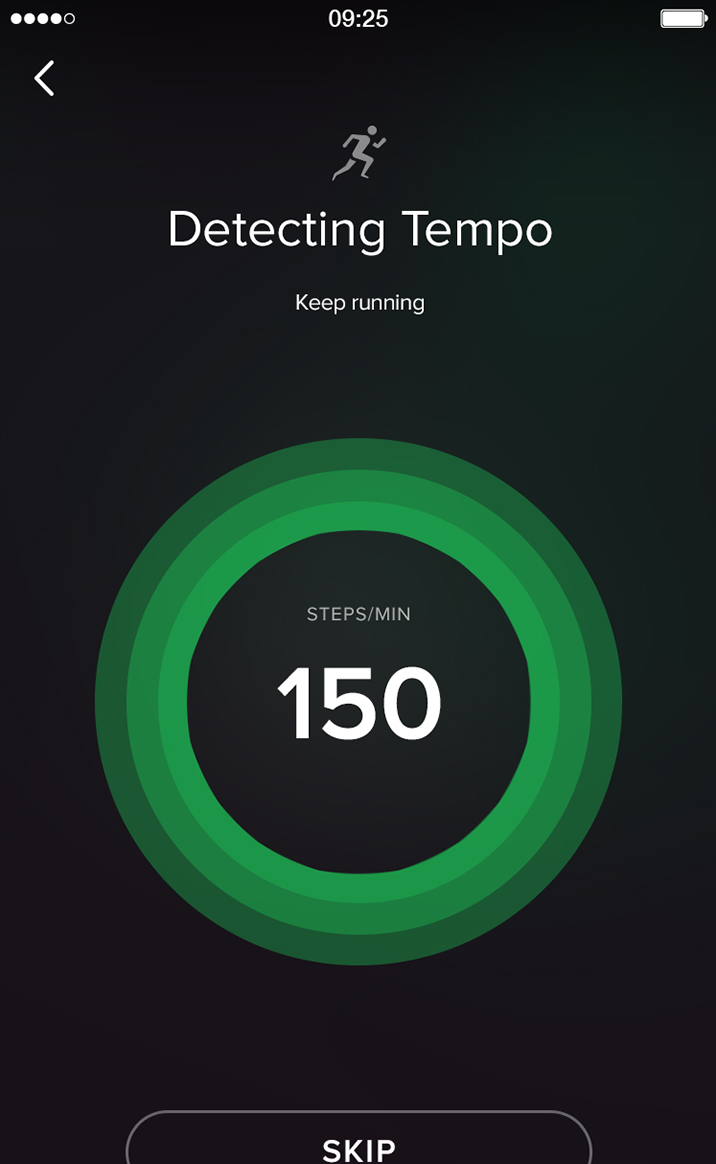 09:25
Detecting Tempo
Keep running
STEPS/MIN
150
SKIP